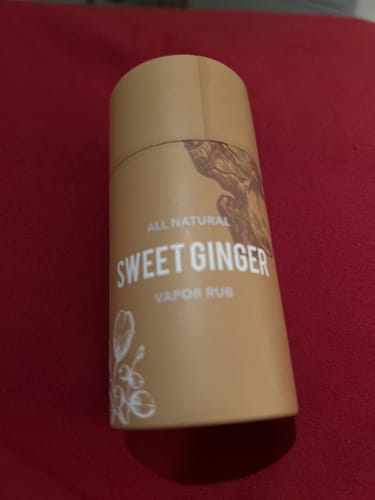 ALL NATURAL
SWEET GINGER
VAPOR RUB